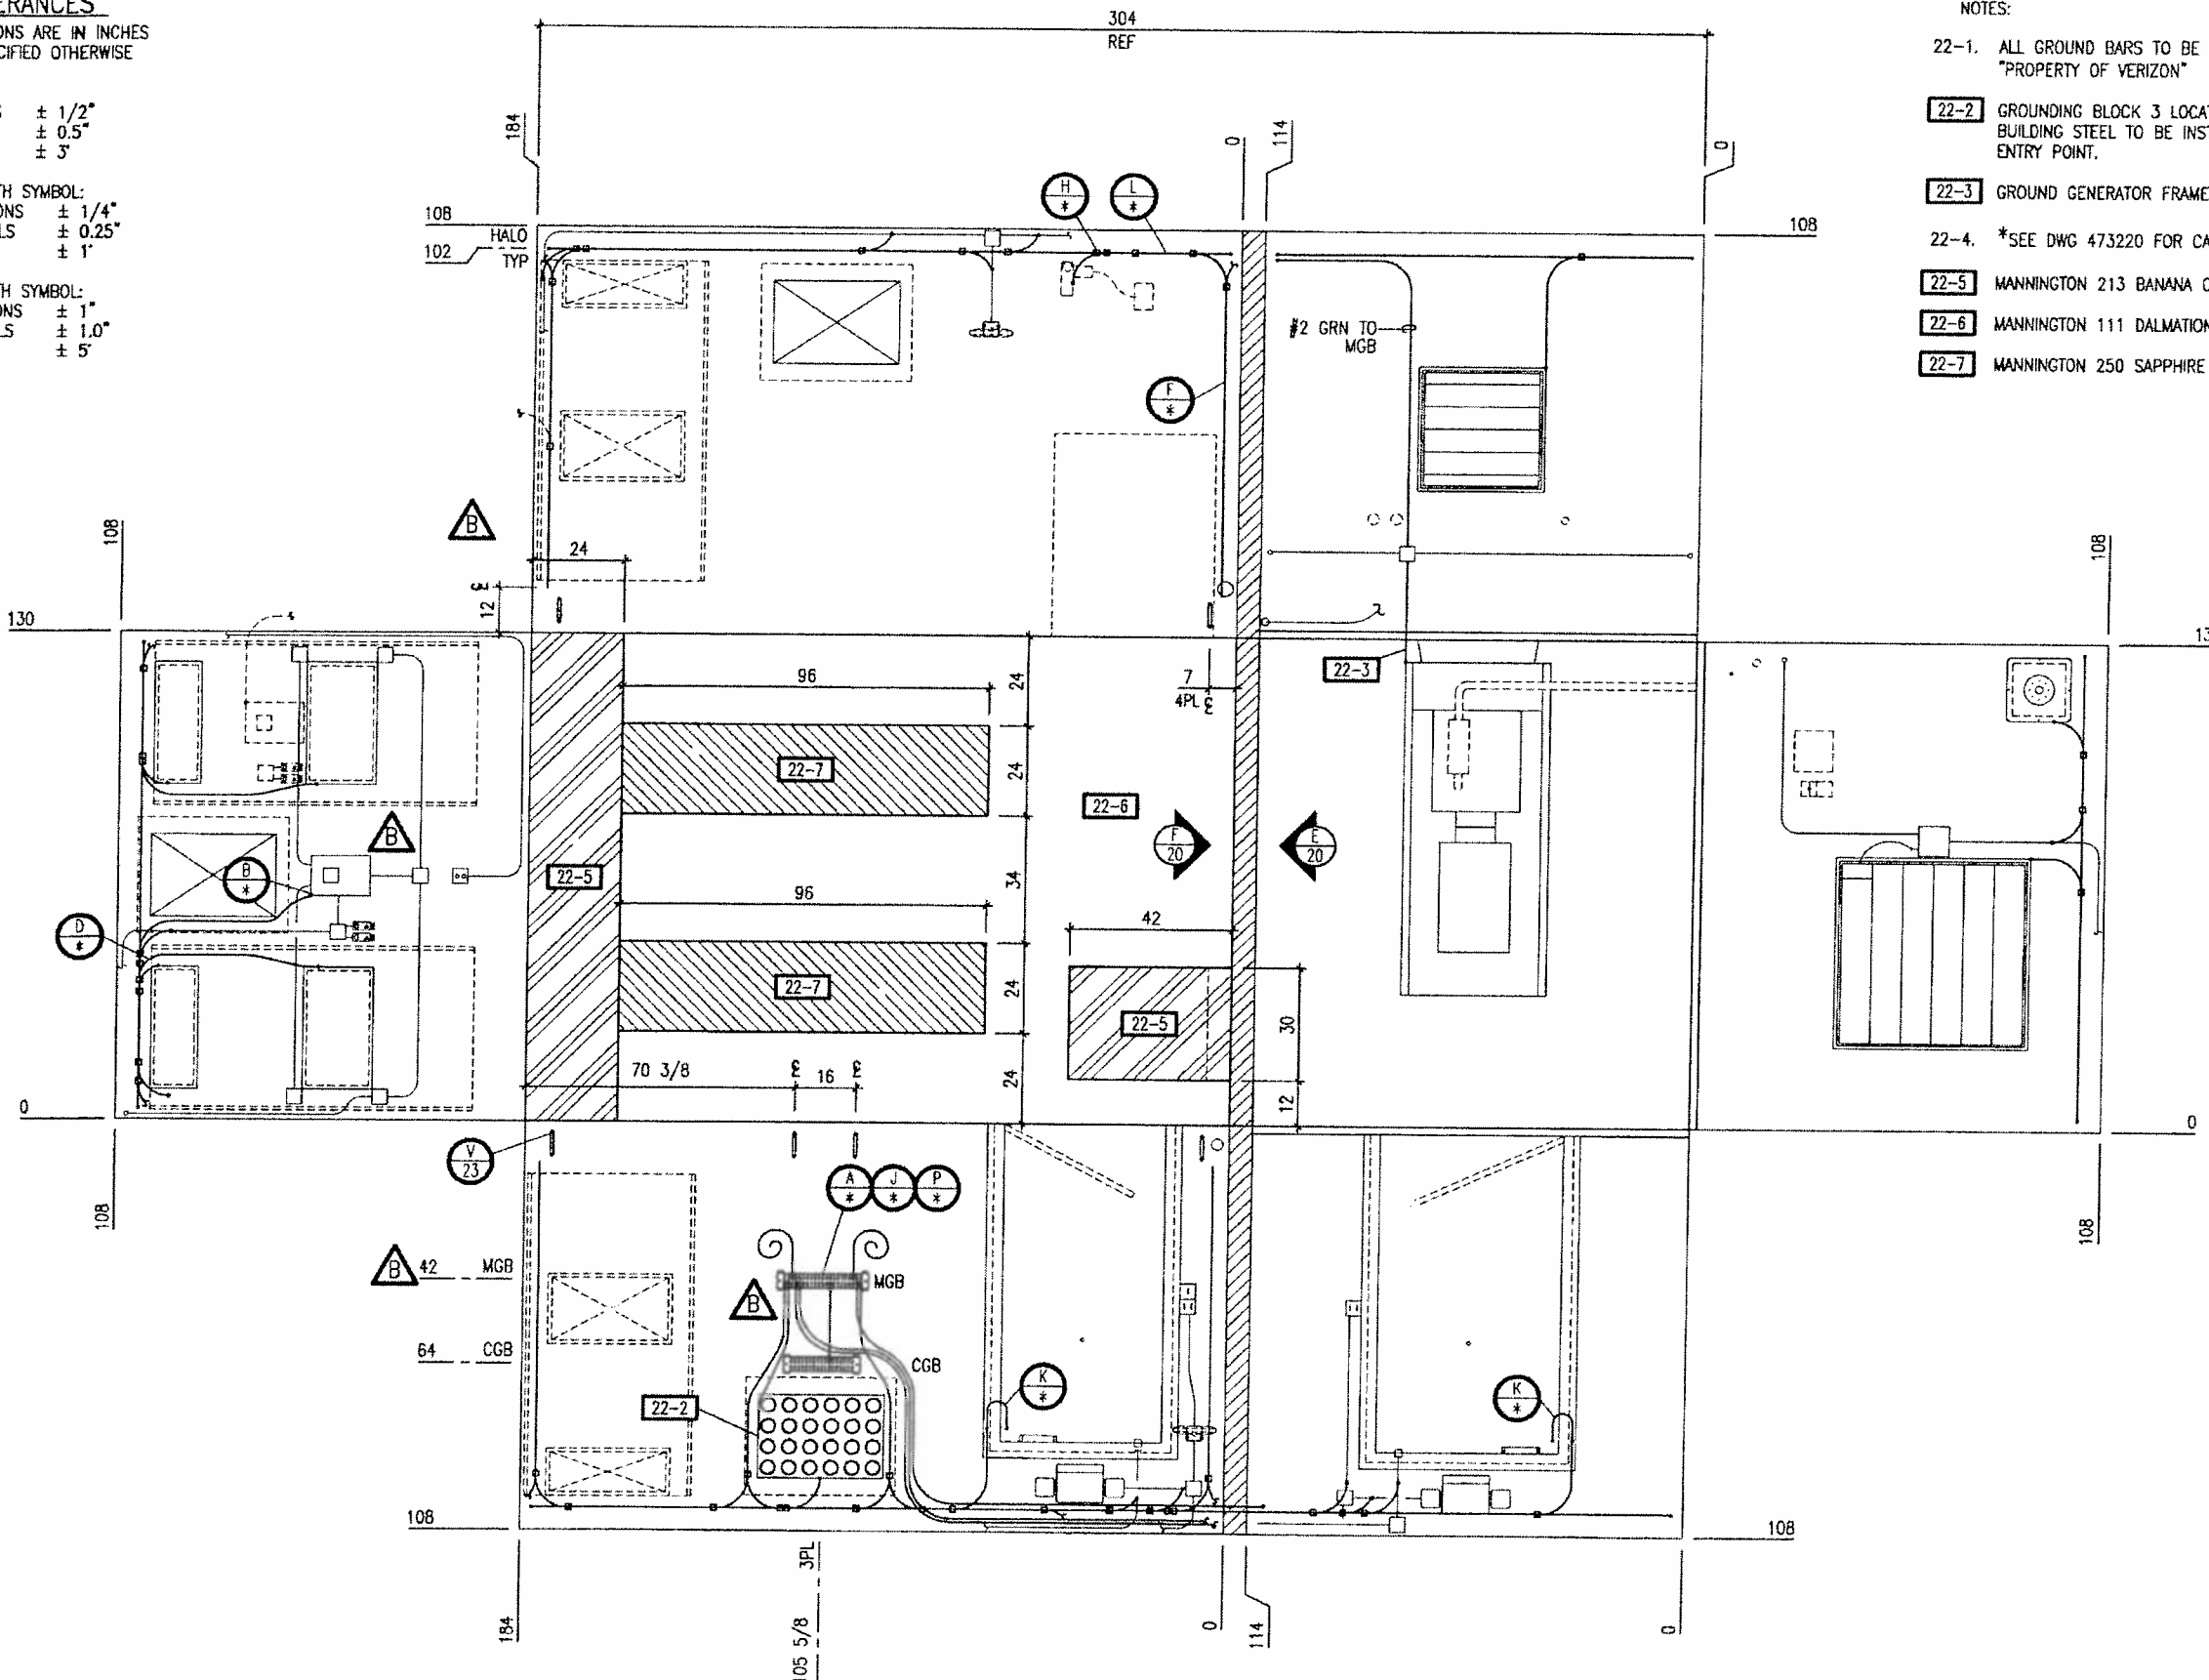 ERANCES
ONS ARE IN INCHES
CIFIED OTHERWISE
S ± 1/2"
± 0.5"
± 3'
TH SYMBOL:
ONS ± 1/4"
LS ± 0.25"
± 1'
TH SYMBOL:
ONS ± 1"
LS ± 1.0"
± 5'
NOTES:
22-1. ALL GROUND BARS TO BE
"PROPERTY OF VERIZON"
22-2 GROUNDING BLOCK 3 LOCAT
BUILDING STEEL TO BE INST
ENTRY POINT.
22-3 GROUND GENERATOR FRAME
22-4. *SEE DWG 473220 FOR CA
22-5 MANNINGTON 213 BANANA C
22-6 MANNINGTON 111 DALMATION
22-7 MANNINGTON 250 SAPPHIRE
304
REF
184
0
114
0
H
*
L
*
108
HALO
102
TYP
108
#2 GRN TO
MGB
F
*
B
108
24
12
108
130
13
96
24
7
4PL
22-3
22-7
24
22-6
B
B
*
F
20
E
20
22-5
34
96
42
D
*
22-7
24
22-5
30
70 3/8
16
24
12
0
0
V
23
A
*
J
*
P
*
108
108
B
42 MGB
MGB
B
64 CGB
CGB
K
*
K
*
22-2
108
108
3PL
184
105 5/8
0
114
0